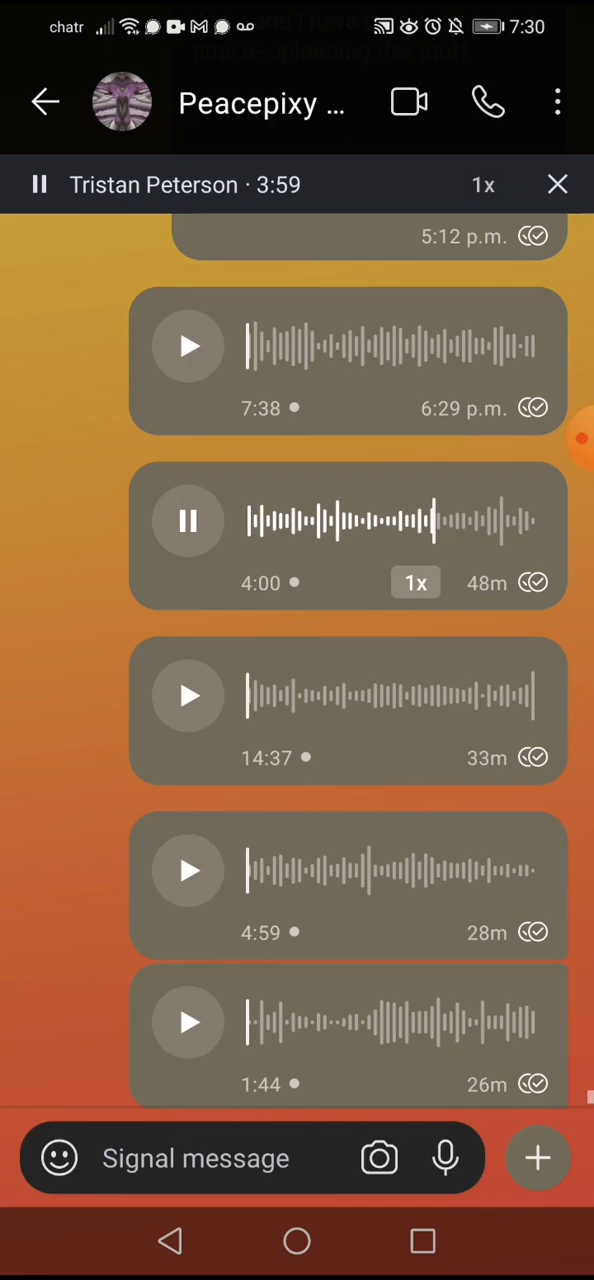 chatr 7:30
Peacepixy ...
Tristan Peterson · 3:59 1x
5:12 p.m.
7:38 6:29 p.m.
4:00 1x 48m
14:37 33m
4:59 28m
1:44 26m
Signal message